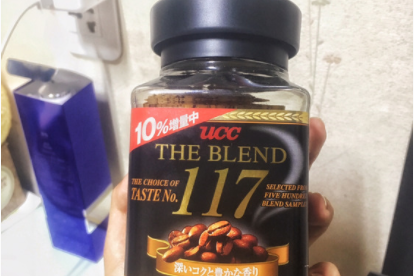 10%増量中
UCC
THE BLEND
117
THE CHOICE OF
TASTE No.
SELECTED FROM
FIVE HUNDRED
BLEND SAMPLES
深いコクと豊かな香り